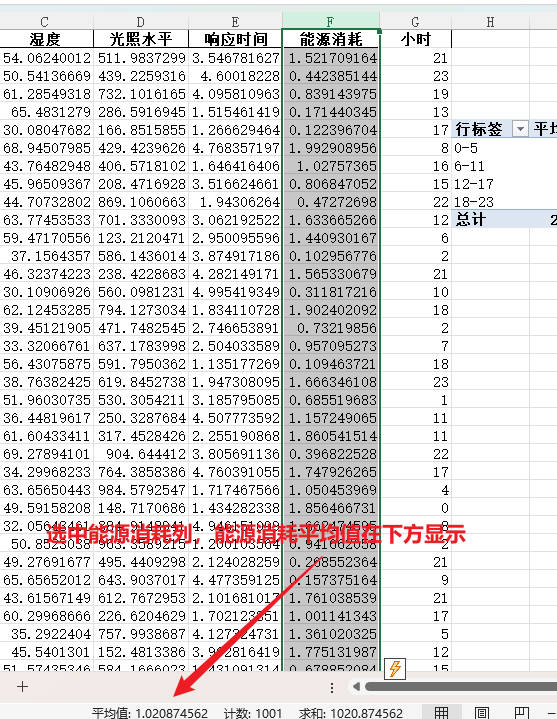 C D E F G H
湿度 光照水平 响应时间 能源消耗 小时
54.06240012 511.9837299 3.546781627 1.521709164 21
50.54136669 439.2259316 4.60018228 0.442385144 23
61.28549318 732.1016165 4.095810963 0.839143975 19
65.4831279 286.5916945 1.515461419 0.171440345 13
30.08047682 166.8515855 1.266629464 0.122396704 17 行标签 平均
68.94507985 429.4239626 4.768357197 1.992908956 8 0-5
43.76482948 406.5718102 1.646416406 1.02757365 16 6-11
45.96509367 208.4716928 3.516624661 0.806847052 15 12-17
44.70732802 869.1060663 1.94306264 0.47272698 22 18-23
63.77453533 701.3330093 3.062192522 1.633665266 12 总计 2
59.47170556 123.2120471 2.950095596 1.440930167 6
37.1564357 586.1436014 3.874917186 0.102956776 2
46.32374223 238.4228683 4.282149171 1.565330679 21
30.10906926 560.0981231 4.995419349 0.311817216 10
62.12453285 794.1273034 1.834110728 1.902402092 18
39.45121905 471.7482545 2.746653891 0.73219856 2
33.32066761 637.1783998 2.504033589 0.957095273 7
56.43075875 591.7950362 1.135177269 0.109463721 18
38.76382425 619.8452738 1.947308095 1.666346108 23
51.96030735 530.3054211 3.185795085 0.685519683 1
36.44819617 250.3287684 4.507773592 1.157249065 11
61.60433411 317.4528426 2.255190868 1.860541514 11
69.27894101 904.644412 3.805691136 0.396822528 22
34.29968233 764.3858386 4.760391055 1.747926265 17
63.65650443 984.5792547 1.717467566 1.050453969 4
49.59158208 148.7170686 1.434282338 1.856466731 0
选中能源消耗列，能源消耗平均值在下方显示
49.27691677 495.4409298 2.124028259 0.268552364 21
65.65652012 643.9037017 4.477359125 0.157375164 9
43.61567149 612.7672953 2.101681017 1.761038539 21
60.29968666 226.6204629 1.001141343 17
35.2922404 757.9938687 1.361020325 5
45.5401301 152.4813386 1.775131987 12
平均值: 1.020874562 计数: 1001 求和: 1020.874562